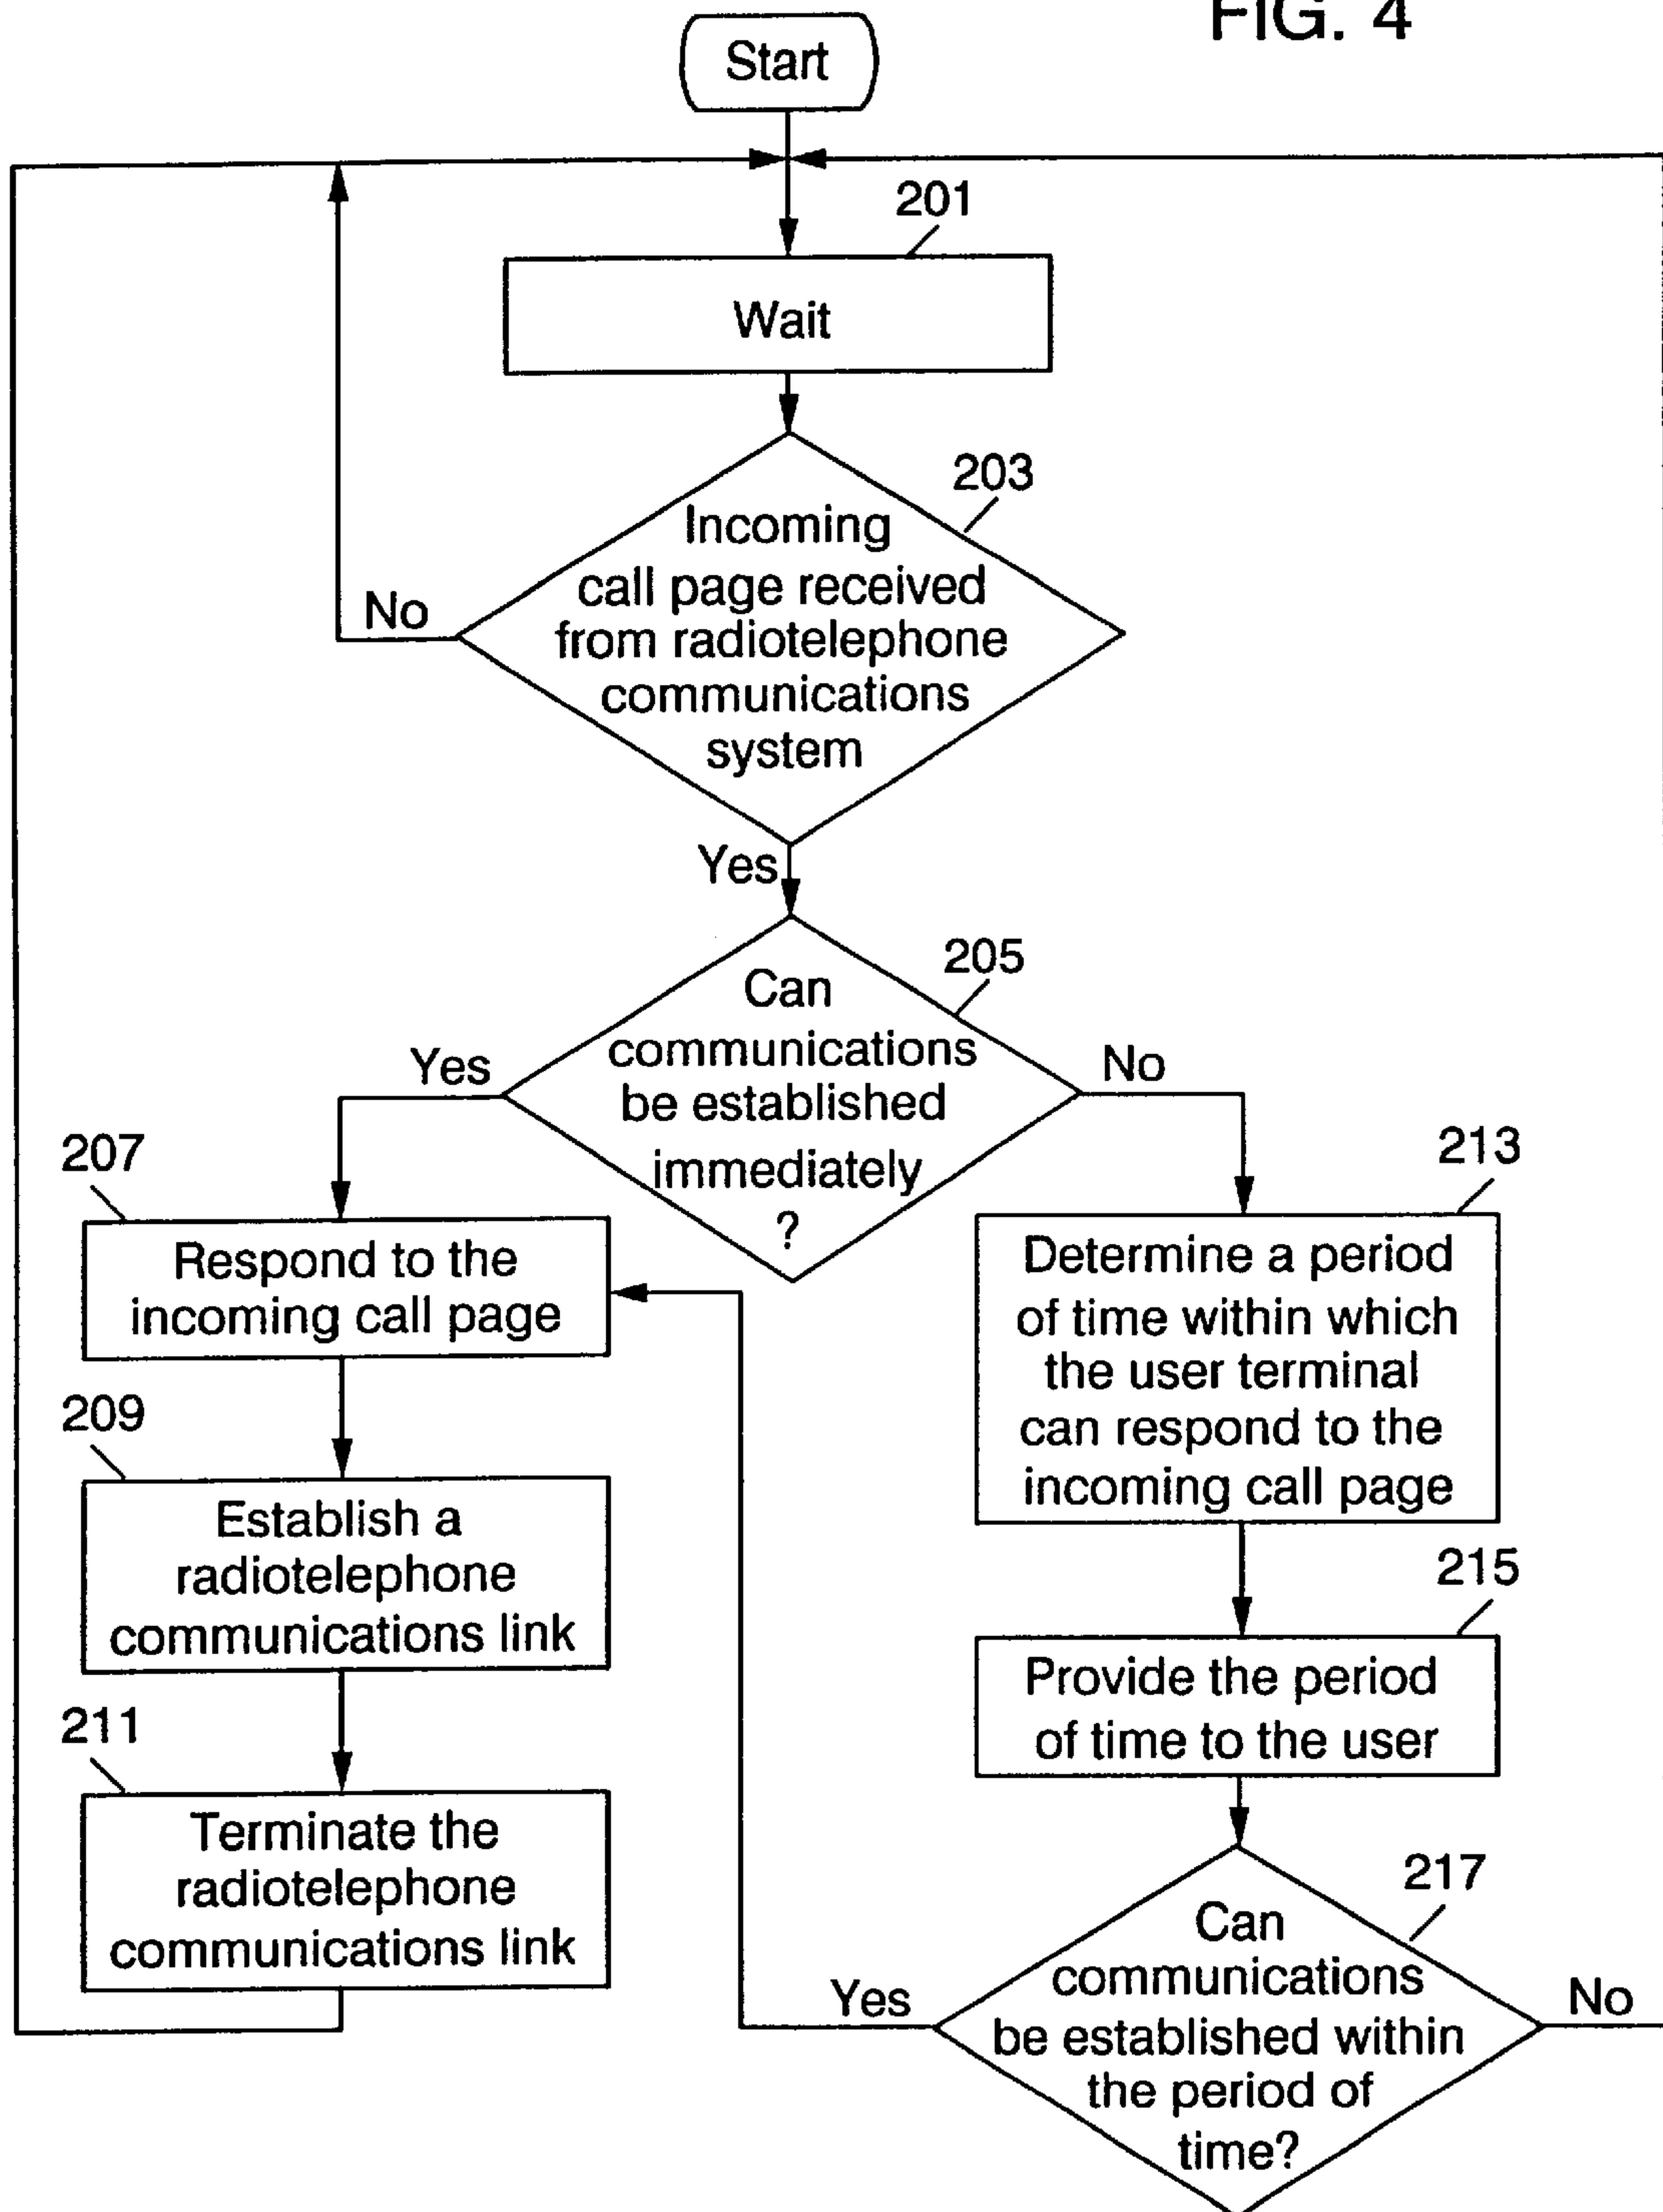 FIG. 4
Start
201
Wait
203
Incoming
call page received
from radiotelephone
communications
system
No
Yes
205
Can
communications
be established
immediately
?
Yes
No
207
Respond to the
incoming call page
213
Determine a period
of time within which
the user terminal
can respond to the
incoming call page
209
Establish a
radiotelephone
communications link
215
Provide the period
of time to the user
211
Terminate the
radiotelephone
communications link
217
Can
communications
be established within
the period of
time?
Yes
No